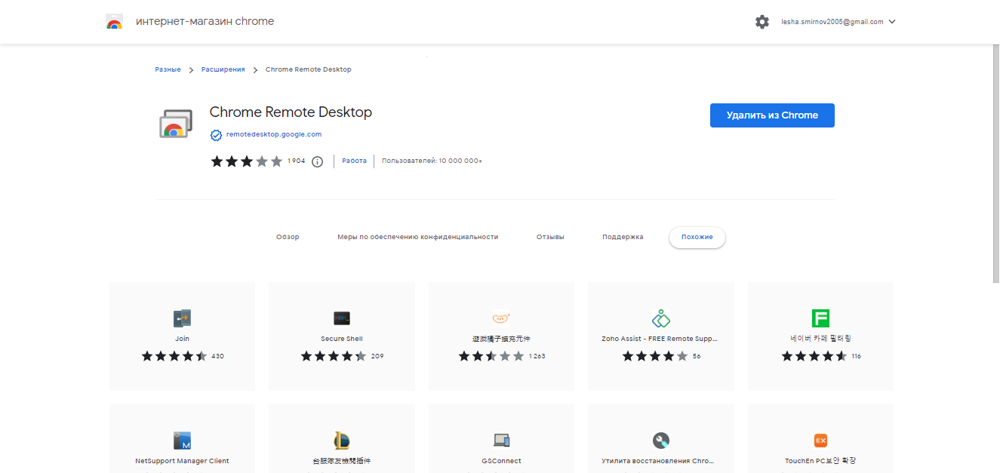 интернет-магазин chrome
lesha.smirnov2005@gmail.com
Разные
Расширения
Chrome Remote Desktop
Chrome Remote Desktop
Удалить из Chrome
remotedesktop.google.com
1 904
Работа
Пользователей: 10 000 000+
Обзор
Меры по обеспечению конфиденциальности
Отзывы
Поддержка
Похожие
Join
430
Secure Shell
209
遊戲橘子擴充元件
1 263
Zoho Assist - FREE Remote Supp...
56
네이버 카페 필터링
116
NetSupport Manager Client
台服隊友檢閱插件
GSConnect
Утилита восстановления Chro...
TouchEn PC보안 확장